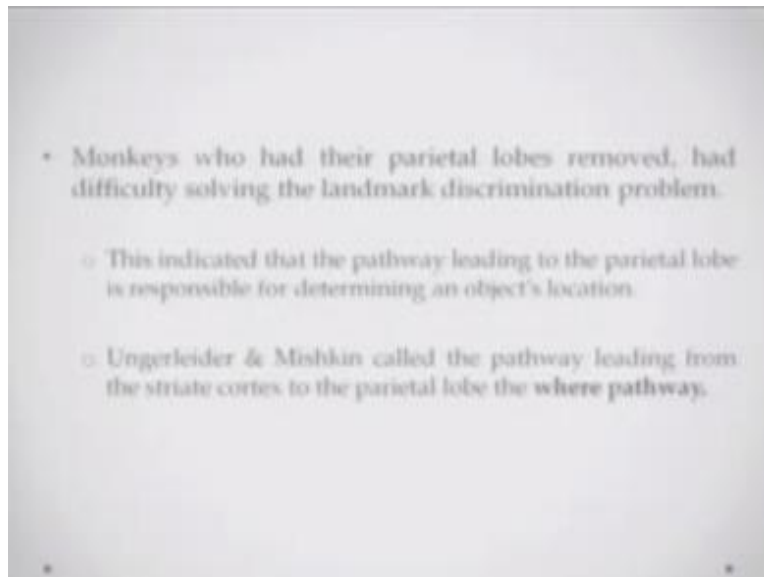 • Monkeys who had their parietal lobes removed, had
difficulty solving the landmark discrimination problem.
○ This indicated that the pathway leading to the parietal lobe
is responsible for determining an object's location.
○ Ungerleider & Mishkin called the pathway leading from
the striate cortex to the parietal lobe the where pathway.